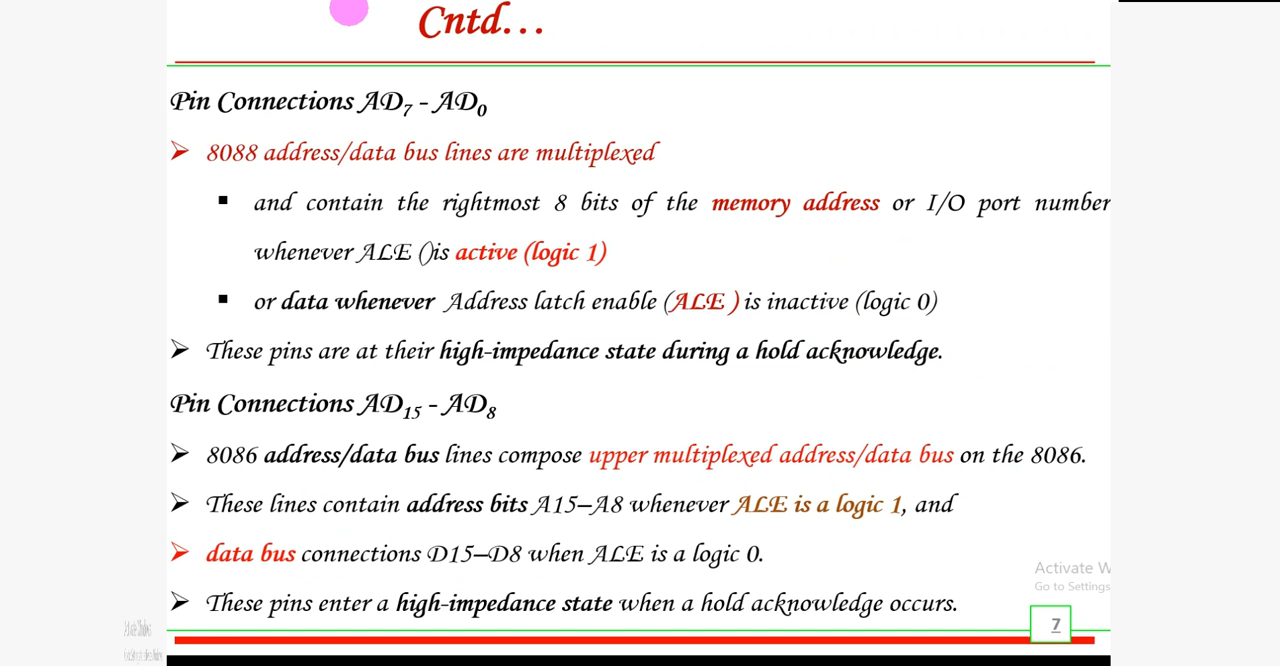 Cntd...
Pin Connections AD7 - AD0
➢ 8088 address/data bus lines are multiplexed
▪ and contain the rightmost 8 bits of the memory address or I/O port number
whenever ALE ()is active (logic 1)
▪ or data whenever Address latch enable (ALE ) is inactive (logic 0)
➢ These pins are at their high-impedance state during a hold acknowledge.
Pin Connections AD15 - AD8
➢ 8086 address/data bus lines compose upper multiplexed address/data bus on the 8086.
➢ These lines contain address bits A15–A8 whenever ALE is a logic 1, and
➢ data bus connections D15–D8 when ALE is a logic 0.
Activate W
Go to Settings
➢ These pins enter a high-impedance state when a hold acknowledge occurs.
7